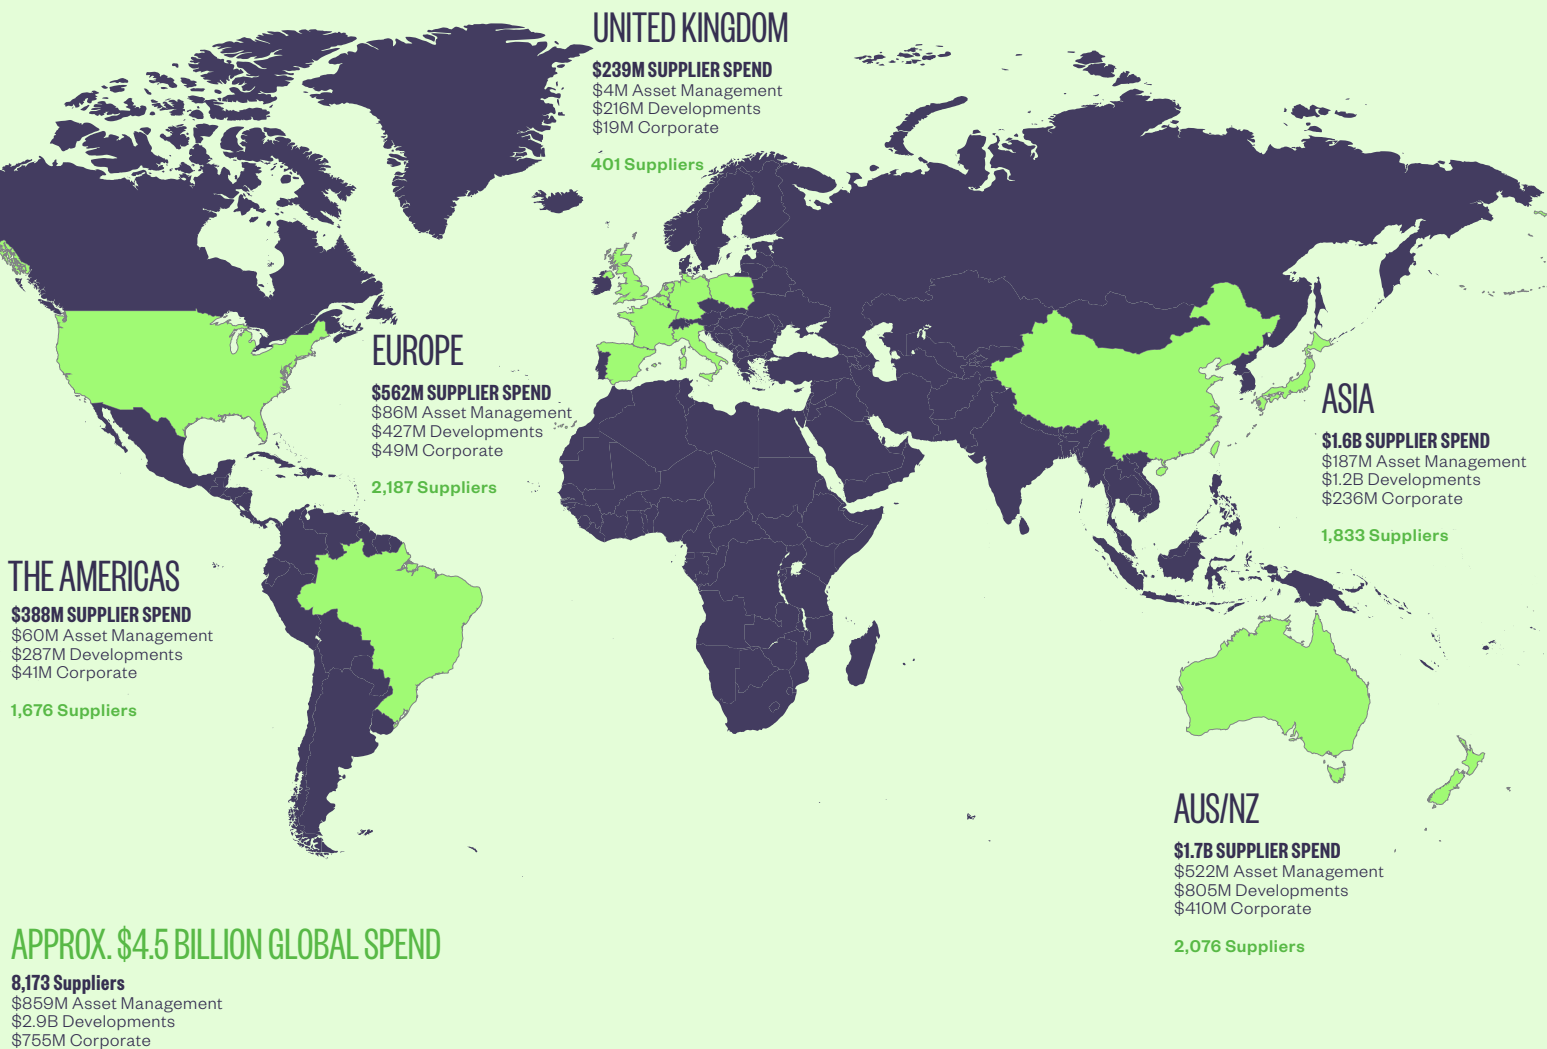 UNITED KINGDOM
$239M SUPPLIER SPEND
$4M Asset Management
$216M Developments
$19M Corporate
401 Suppliers
EUROPE
$562M SUPPLIER SPEND
$86M Asset Management
$427M Developments
$49M Corporate
2,187 Suppliers
ASIA
$1.6B SUPPLIER SPEND
$187M Asset Management
$1.2B Developments
$236M Corporate
1,833 Suppliers
THE AMERICAS
$388M SUPPLIER SPEND
$60M Asset Management
$287M Developments
$41M Corporate
1,676 Suppliers
AUS/NZ
$1.7B SUPPLIER SPEND
$522M Asset Management
$805M Developments
$410M Corporate
2,076 Suppliers
APPROX. $4.5 BILLION GLOBAL SPEND
8,173 Suppliers
$859M Asset Management
$2.9B Developments
$755M Corporate